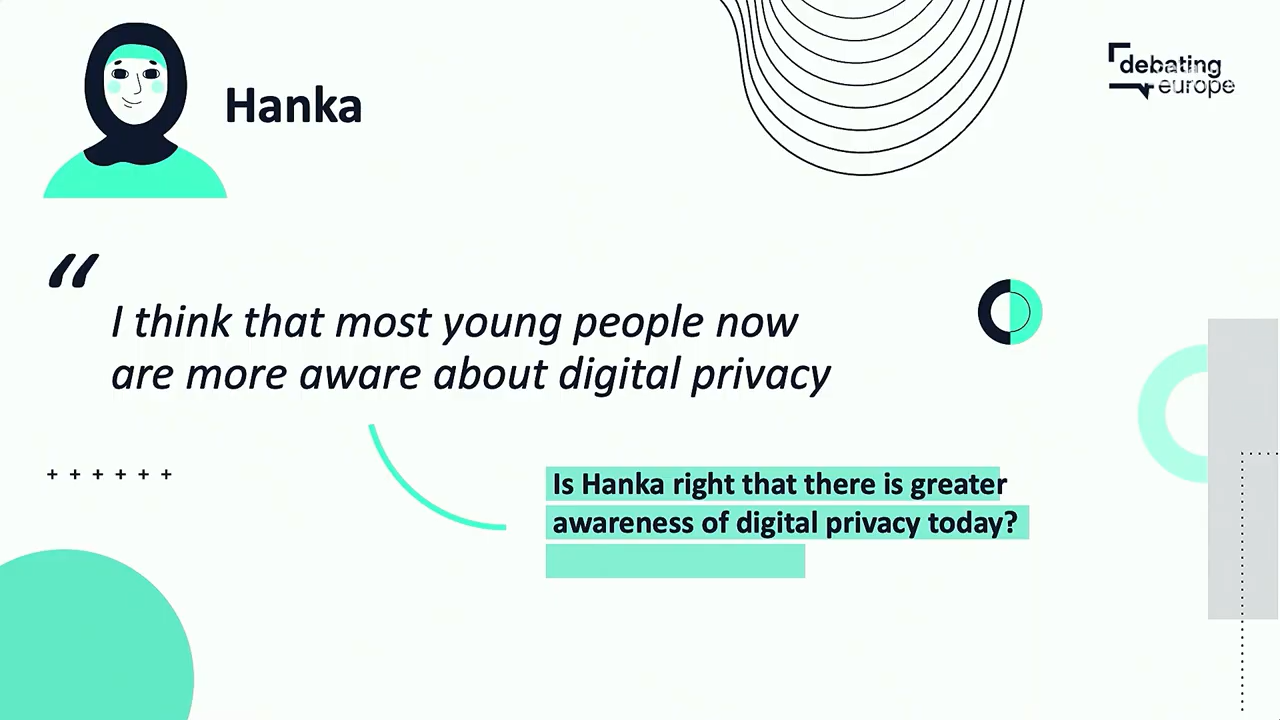 Hanka
debating
europe
“
I think that most young people now
are more aware about digital privacy
+ + + + + +
Is Hanka right that there is greater
awareness of digital privacy today?